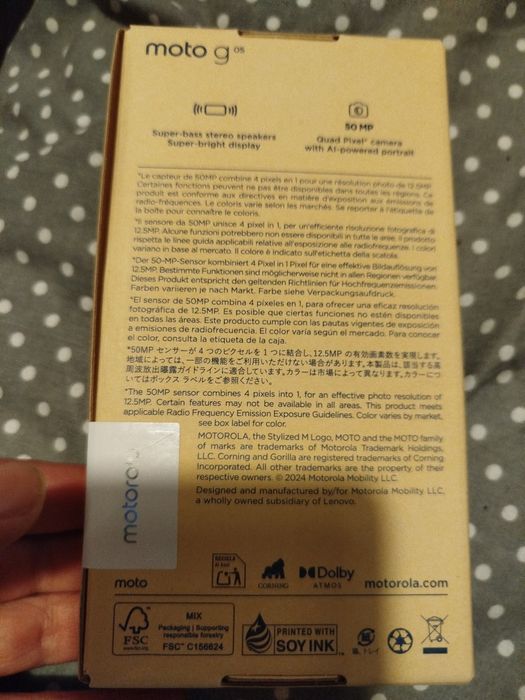 moto g 05
Super-bass stereo speakers
Super-bright display
50 MP
Quad Pixel* camera
with AI-powered portrait
*Le capteur de 50MP combine 4 pixels en 1 pour une résolution photo de 12.5MP.
Certaines fonctions peuvent ne pas être disponibles dans toutes les régions. Ce
produit est conforme aux directives en matière d'exposition aux émissions de
radio-fréquences. Le coloris varie selon les marchés. Se reporter à l'étiquette de
la boîte pour connaître le coloris.
*Il sensore da 50MP unisce 4 pixel in 1, per un'efficiente risoluzione fotografica di
12.5MP. Alcune funzioni potrebbero non essere disponibili in tutte le aree. Il prodotto
rispetta le linee guida applicabili relative all'esposizione alle radiofrequenze. I colori
variano in base al mercato. Il colore è indicato sull'etichetta della scatola.
*Der 50-MP-Sensor kombiniert 4 Pixel in 1 Pixel für eine effektive Bildauflösung von
12.5MP. Bestimmte Funktionen sind möglicherweise nicht in allen Regionen verfügbar.
Dieses Produkt entspricht den geltenden Richtlinien für Hochfrequenzemissionen.
Farben variieren je nach Markt. Farbe siehe Verpackungsaufdruck.
*El sensor de 50MP combina 4 píxeles en 1, para ofrecer una eficaz resolución
fotográfica de 12.5MP. Es posible que ciertas funciones no estén disponibles
en todas las áreas. Este producto cumple con las pautas vigentes de exposición
a emisiones de radiofrecuencia. El color varía según el mercado. Para conocer
el color, consulta la etiqueta de la caja.
*50MP センサーが 4 つのピクセルを 1 つに結合し、12.5MP の有効画素数を実現します。
地域によっては、一部の機能をご利用いただけない場合があります。本製品は、該当する高
周波放出曝露ガイドラインに適合しています。カラーは市場によって異なります。カラーにつ
いてはボックス ラベルをご参照ください。
*The 50MP sensor combines 4 pixels into 1, for an effective photo resolution of
12.5MP. Certain features may not be available in all areas. This product meets
applicable Radio Frequency Emission Exposure Guidelines. Color varies by market,
see box label for color.
MOTOROLA, the Stylized M Logo, MOTO and the MOTO family
of marks are trademarks of Motorola Trademark Holdings,
LLC. Corning and Gorilla are registered trademarks of Corning
Incorporated. All other trademarks are the property of their
respective owners. © 2024 Motorola Mobility LLC.
Designed and manufactured by/for Motorola Mobility LLC,
a wholly owned subsidiary of Lenovo.
motorola
moto
CORNING
Dolby
ATMOS
motorola.com
FSC
www.fsc.org
MIX
Packaging | Supporting
responsible forestry
FSC® C156624
PRINTED WITH
SOY INK
箱、トレイ